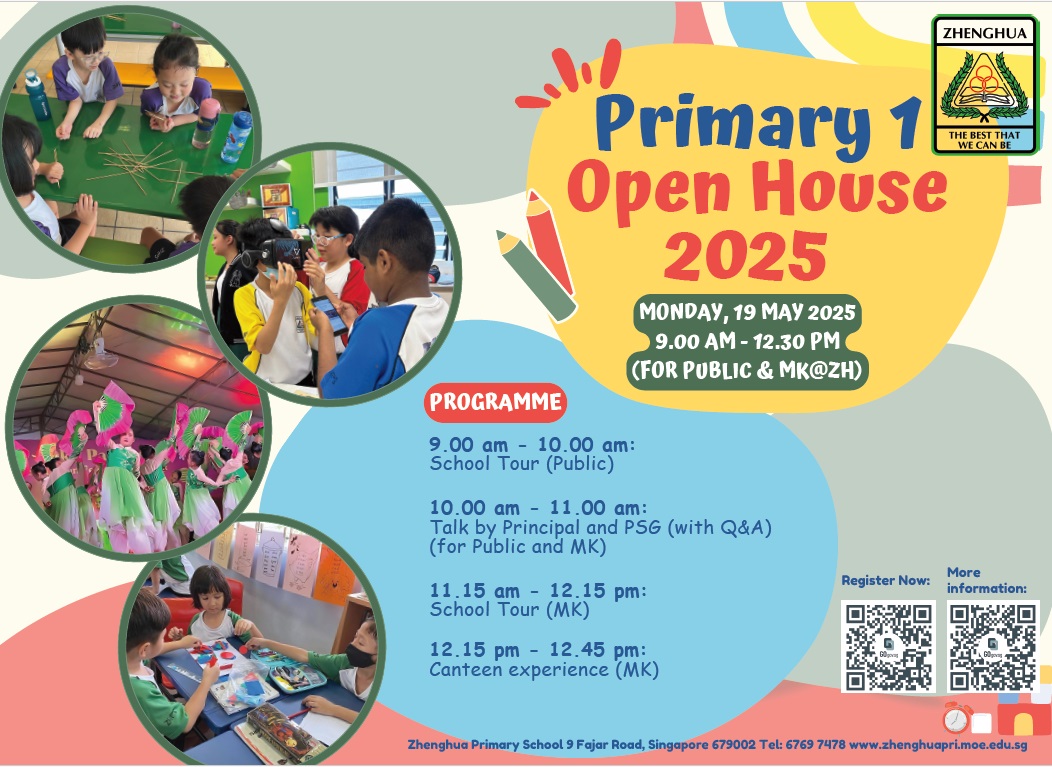 ZHENGHUA
THE BEST THAT
WE CAN BE
Primary 1
Open House
2025
MONDAY, 19 MAY 2025
9.00 AM - 12.30 PM
(FOR PUBLIC & MK@ZH)
PROGRAMME
9.00 am - 10.00 am:
School Tour (Public)
10.00 am - 11.00 am:
Talk by Principal and PSG (with Q&A)
(for Public and MK)
11.15 am - 12.15 pm:
School Tour (MK)
12.15 pm - 12.45 pm:
Canteen experience (MK)
Register Now:
More
information:
Zhenghua Primary School 9 Fajar Road, Singapore 679002 Tel: 6769 7478 www.zhenghuapri.moe.edu.sg